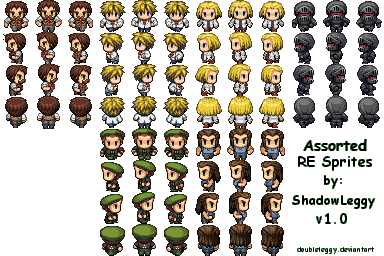 Assorted
RE Sprites
by:
ShadowLeggy
v1.0
doubleleggy.deviantart